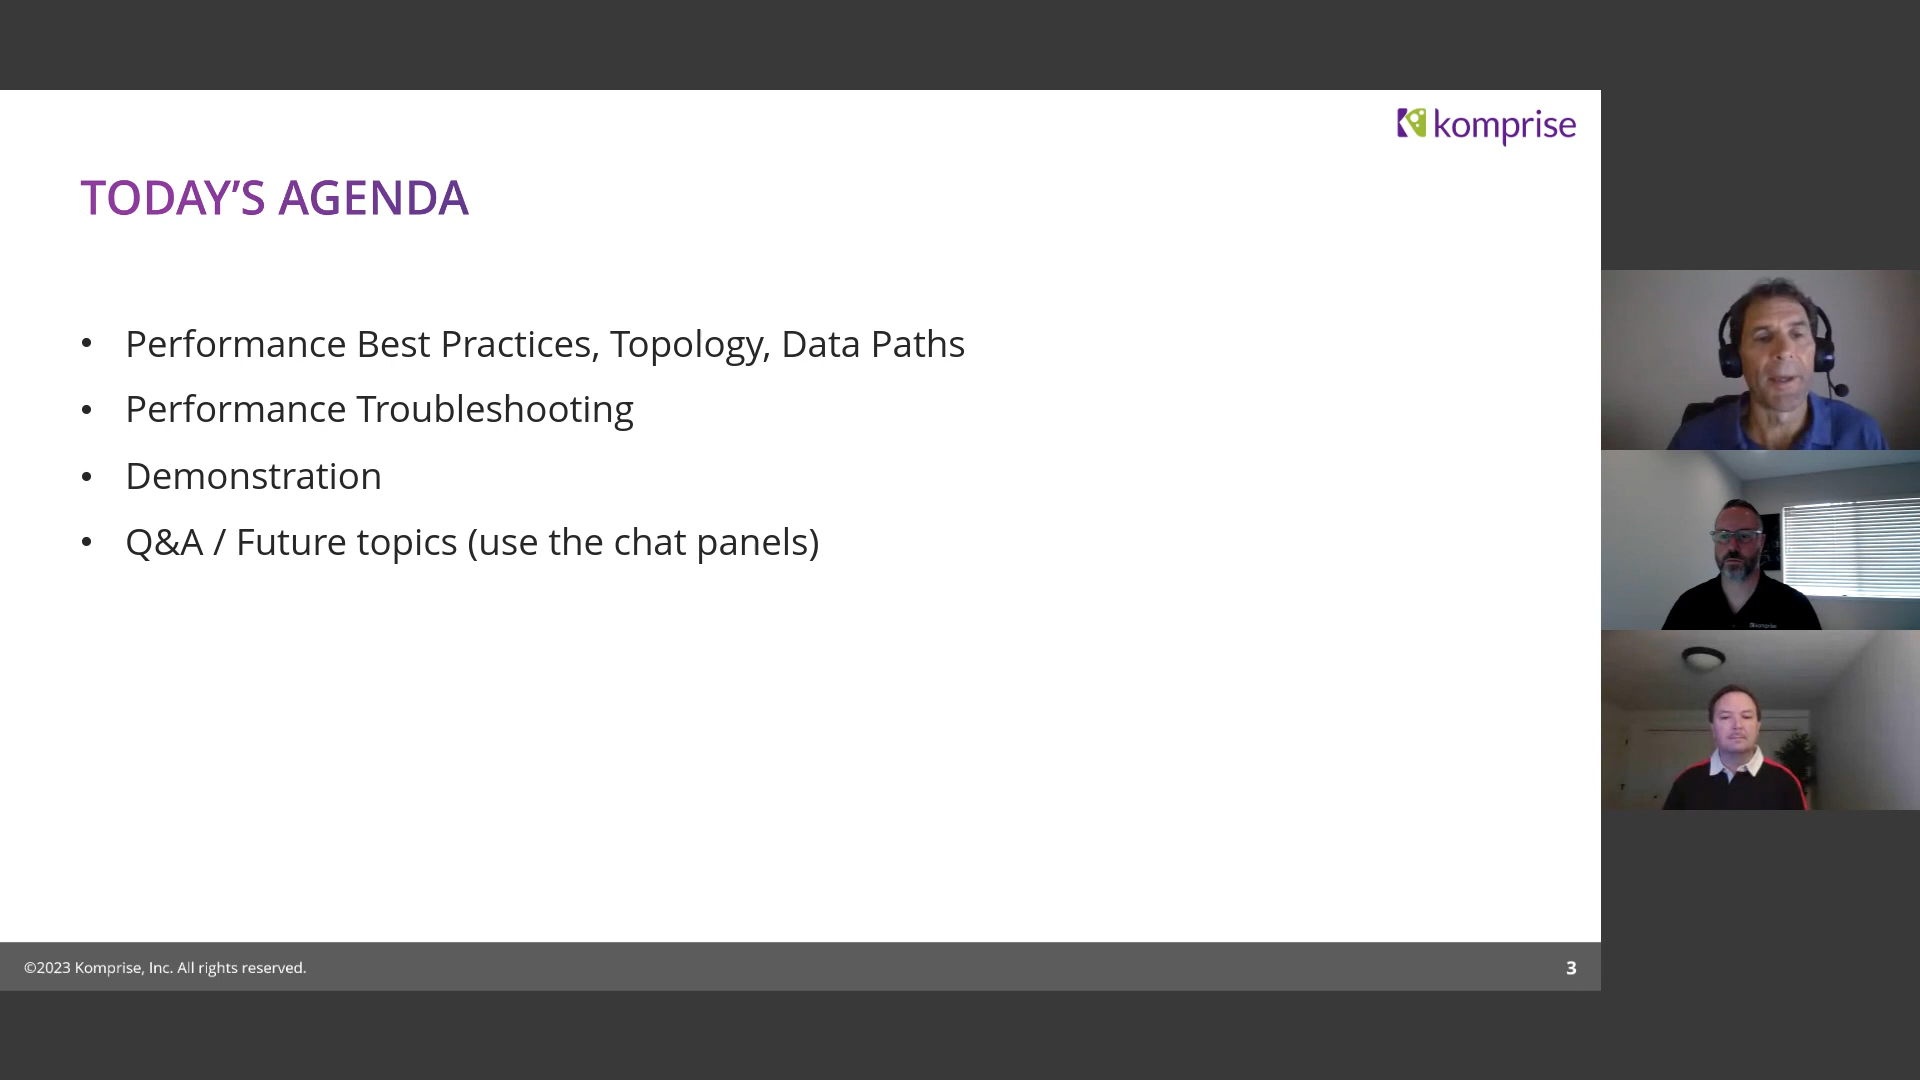 komprise
TODAY’S AGENDA
• Performance Best Practices, Topology, Data Paths
• Performance Troubleshooting
• Demonstration
• Q&A / Future topics (use the chat panels)
komprise
©2023 Komprise, Inc. All rights reserved.
3